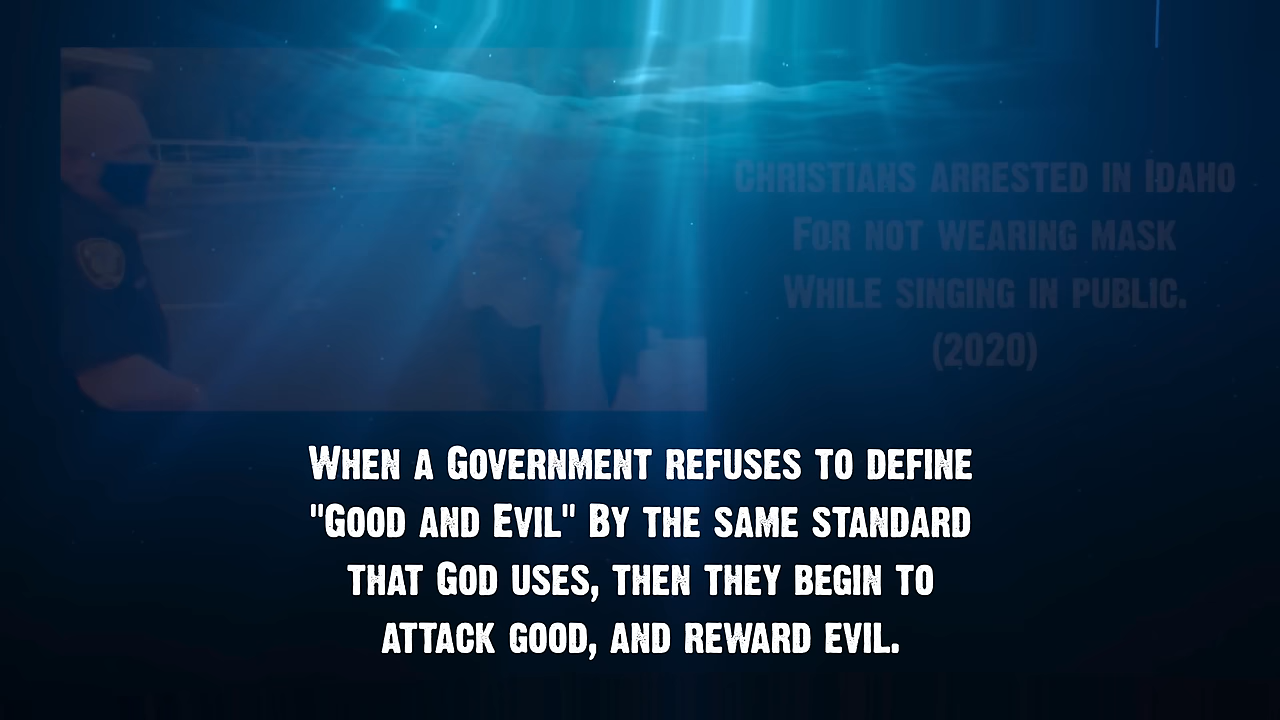 Christians arrested in Idaho
For not wearing mask
While singing in public.
(2020)
When a Government refuses to define
"Good and Evil" By the same standard
that God uses, then they begin to
attack good, and reward evil.